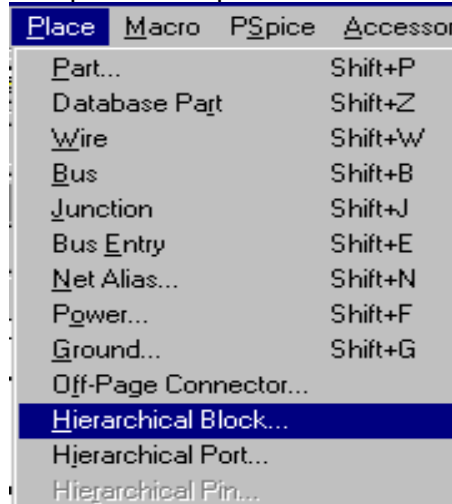 Place Macro PSpice Accessor
Part... Shift+P
Database Part Shift+Z
Wire Shift+W
Bus Shift+B
Junction Shift+J
Bus Entry Shift+E
Net Alias... Shift+N
Power... Shift+F
Ground... Shift+G
Off-Page Connector...
Hierarchical Block...
Hierarchical Port...
Hierarchical Pin...